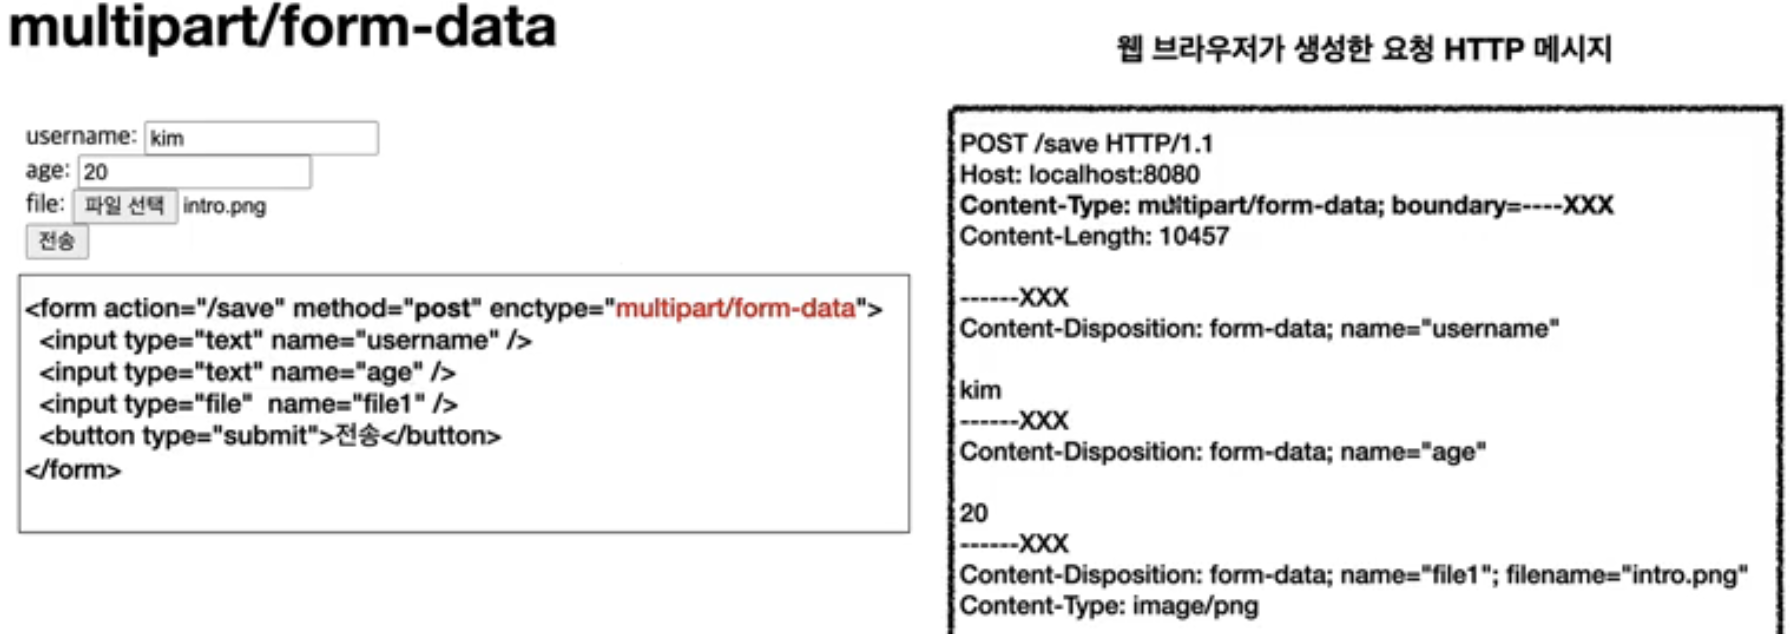 multipart/form-data
username: kim
age: 20
file: 파일 선택 intro.png
전송
<form action="/save" method="post" enctype="multipart/form-data">
<input type="text" name="username" />
<input type="text" name="age" />
<input type="file"  name="file1" />
<button type="submit">전송</button>
</form>
웹 브라우저가 생성한 요청 HTTP 메시지
POST /save HTTP/1.1
Host: localhost:8080
Content-Type: multipart/form-data; boundary=----XXX
Content-Length: 10457
------XXX
Content-Disposition: form-data; name="username"
kim
------XXX
Content-Disposition: form-data; name="age"
20
------XXX
Content-Disposition: form-data; name="file1"; filename="intro.png"
Content-Type: image/png